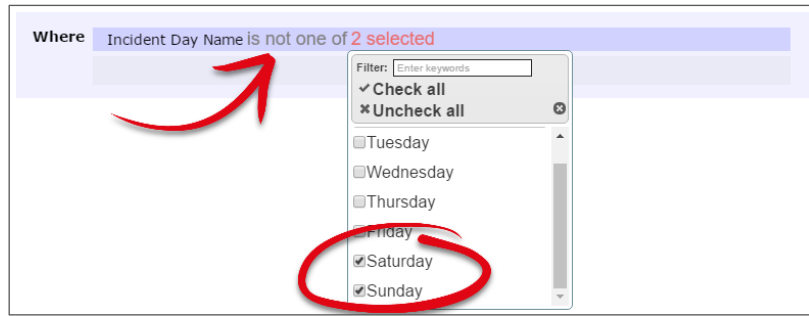 Where Incident Day Name is not one of 2 selected
Filter: Enter keywords
Check all
Uncheck all
Tuesday
Wednesday
Thursday
Friday
Saturday
Sunday